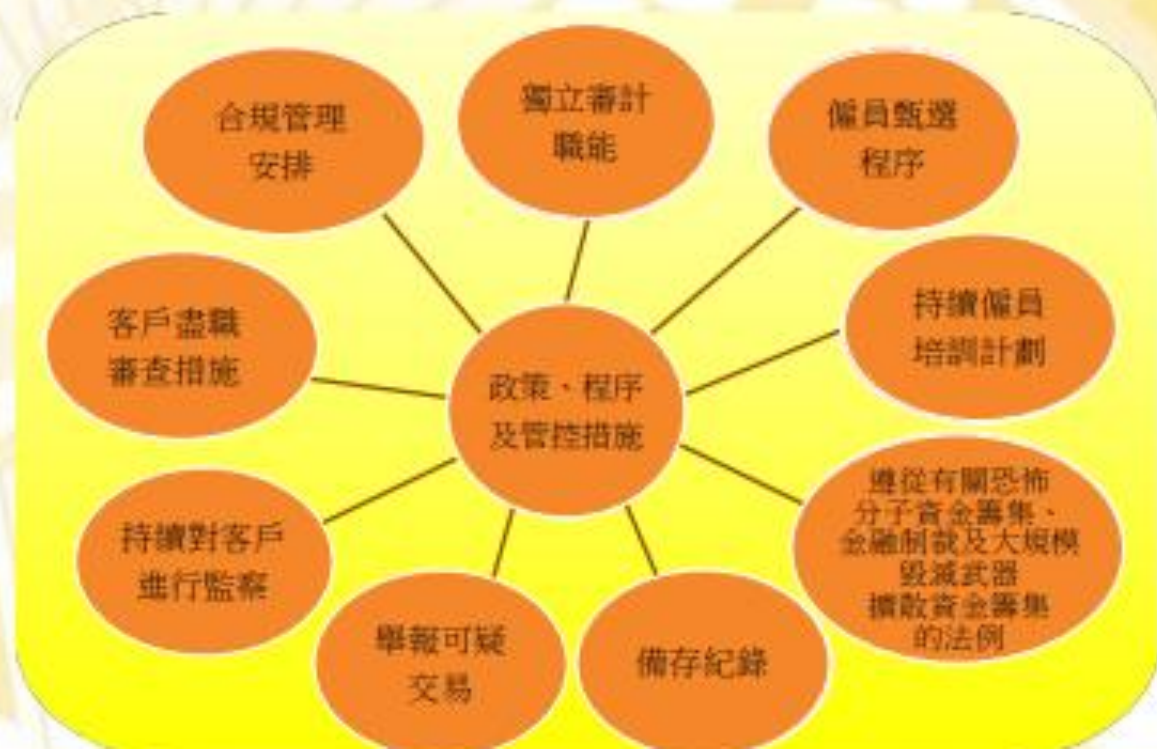 合規管理
安排
獨立審計
職能
僱員甄選
程序
客戶盡職
審查措施
持續僱員
培訓計劃
政策、程序
及管控措施
持續對客戶
進行監察
遵從有關恐怖
分子資金籌集、
金融制裁及大規模
毀滅武器
擴散資金籌集
的法例
舉報可疑
交易
備存紀錄